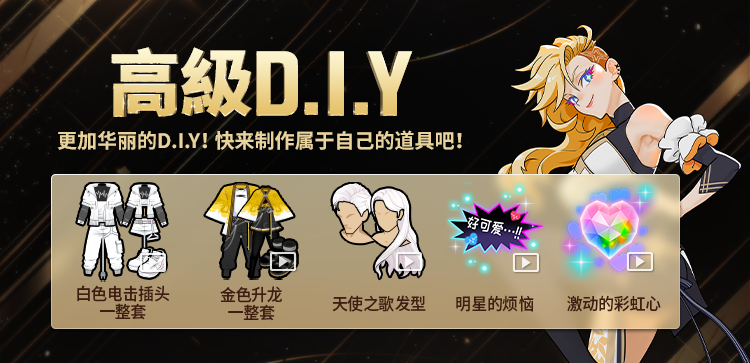 高級D.I.Y
更加华丽的D.I.Y! 快来制作属于自己的道具吧!
好可爱…!!
白色电击插头
一整套
金色升龙
一整套
天使之歌发型
明星的烦恼
激动的彩虹心